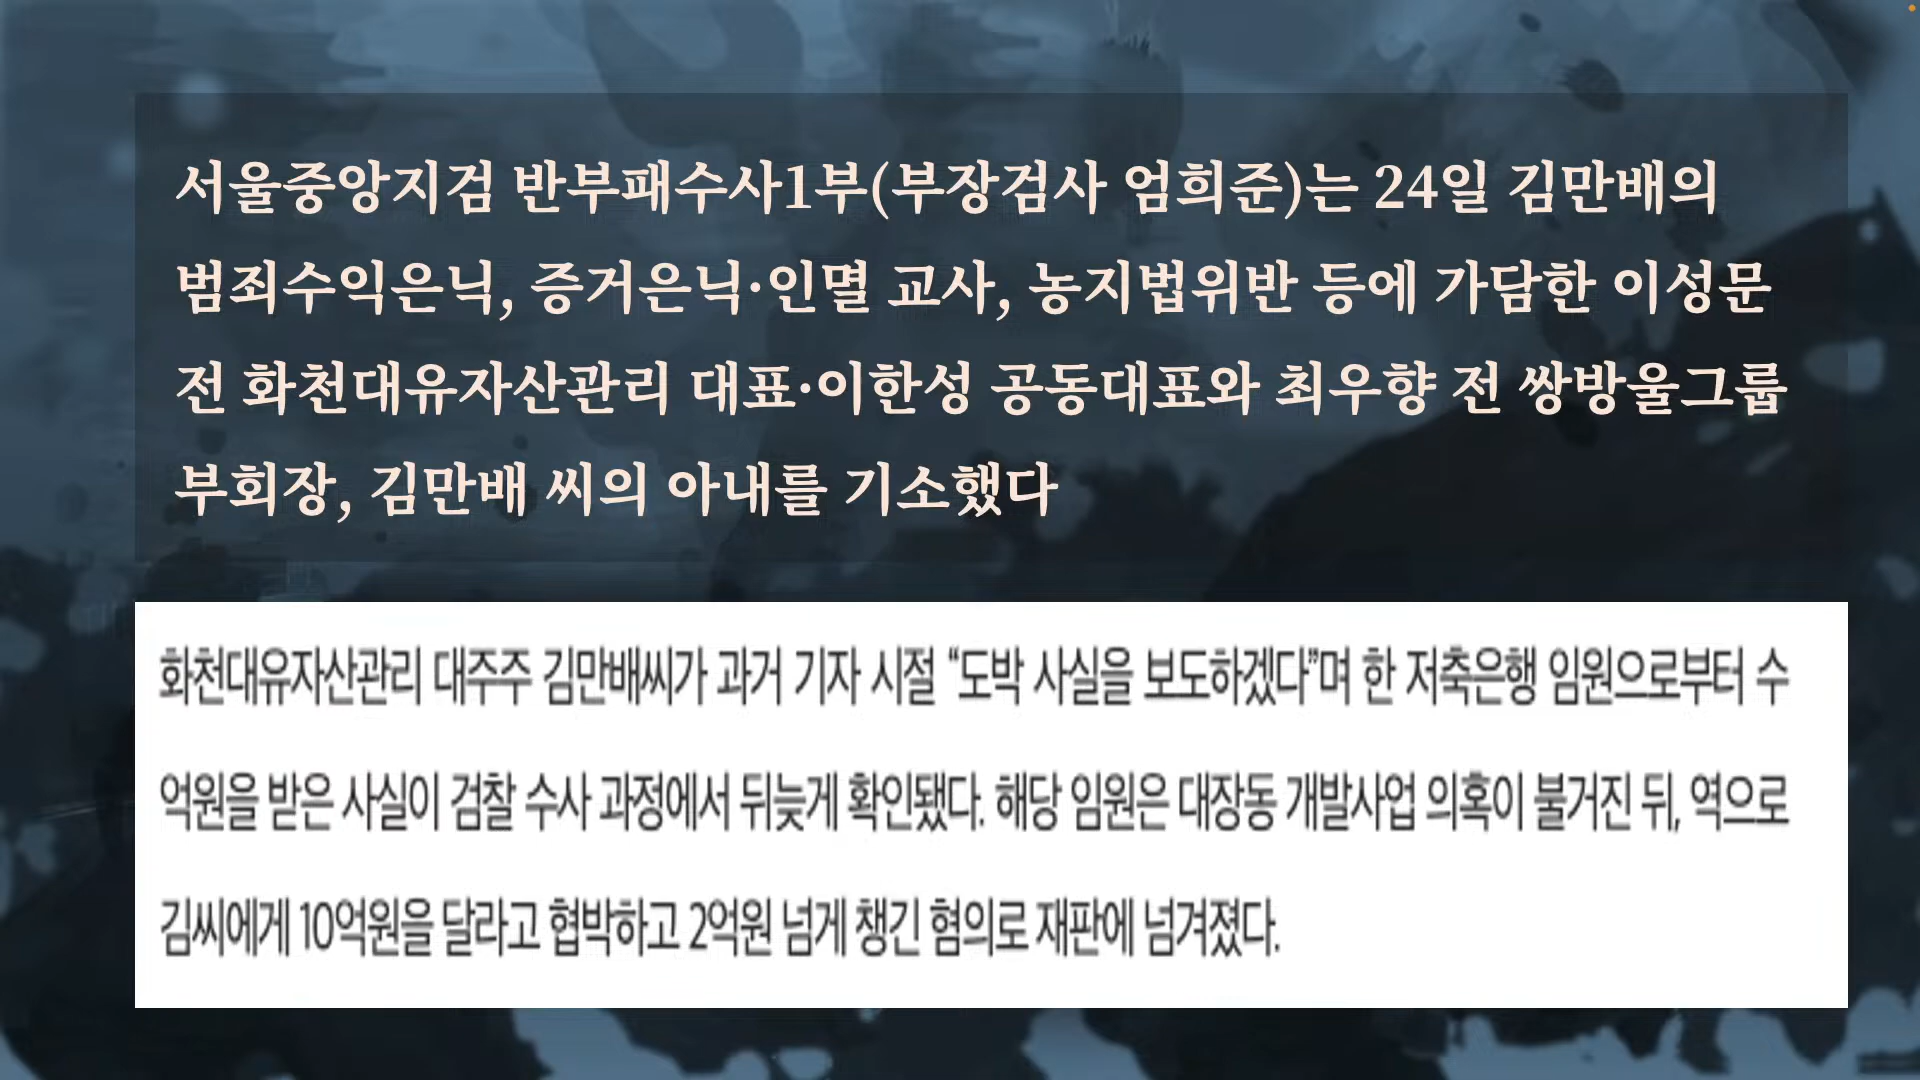 서울중앙지검 반부패수사1부(부장검사 엄희준)는 24일 김만배의
범죄수익은닉, 증거은닉·인멸 교사, 농지법위반 등에 가담한 이성문
전 화천대유자산관리 대표·이한성 공동대표와 최우향 전 쌍방울그룹
부회장, 김만배 씨의 아내를 기소했다
화천대유자산관리 대주주 김만배씨가 과거 기자 시절 “도박 사실을 보도하겠다”며 한 저축은행 임원으로부터 수
억원을 받은 사실이 검찰 수사 과정에서 뒤늦게 확인됐다. 해당 임원은 대장동 개발사업 의혹이 불거진 뒤, 역으로
김씨에게 10억원을 달라고 협박하고 2억원 넘게 챙긴 혐의로 재판에 넘겨졌다.